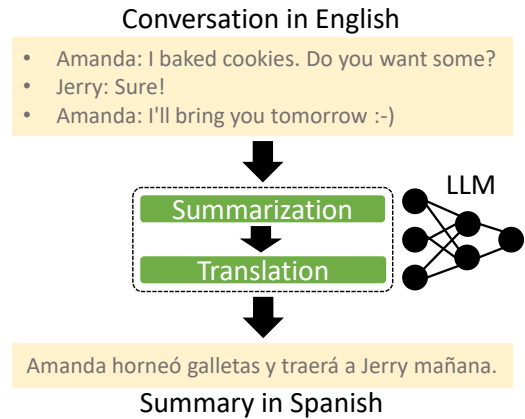 Conversation in English
• Amanda: I baked cookies. Do you want some?
• Jerry: Sure!
• Amanda: I'll bring you tomorrow :-)
LLM
Summarization
Translation
Amanda horneó galletas y traerá a Jerry mañana.
Summary in Spanish